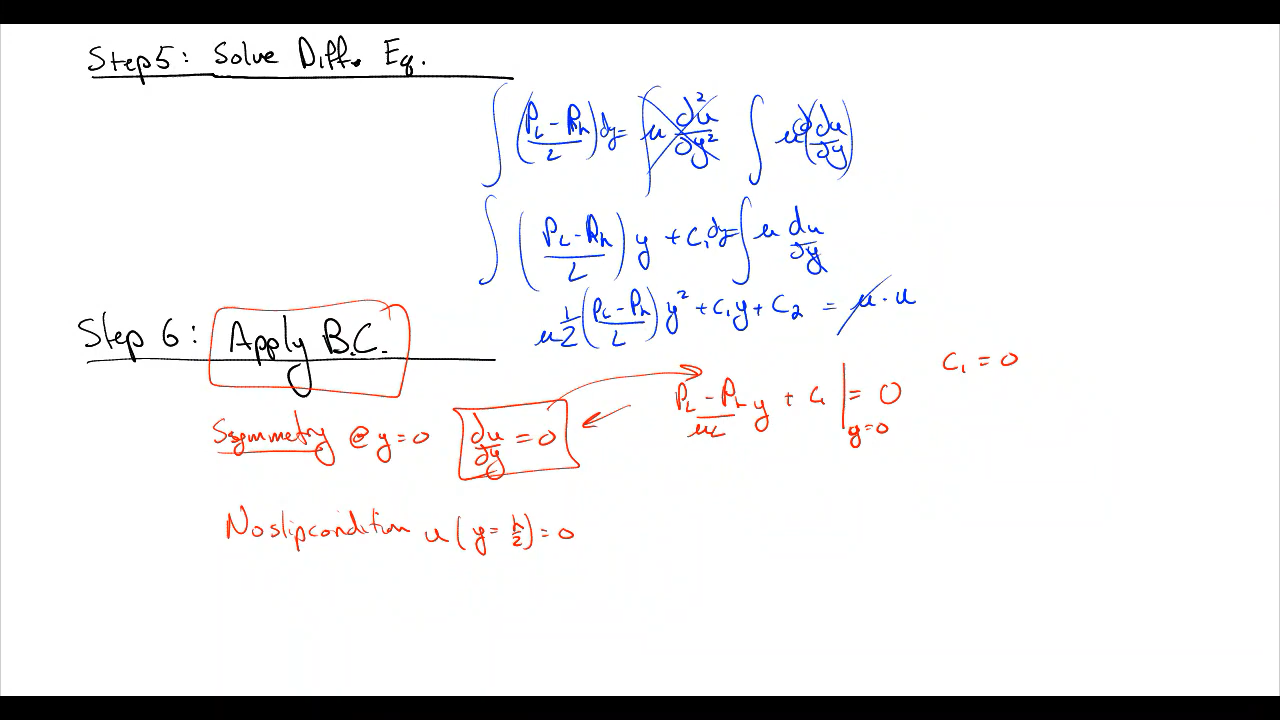 Step 5: Solve Diff. Eq.
∫ (P_L - P_h / L) dy = ∫ μ d²u/dy² ∫ μ d(du/dy)
∫ (P_L - P_h / L) y + C₁ dy = ∫ μ du/dy
1/μ2 (P_L - P_h / L) y² + C₁y + C₂ = μ · u
Step 6: Apply B.C.
C₁ = 0
P_L - P_h / μL y + C₁ |y=0 = 0
Symmetry @ y = 0 du/dy = 0
No slip condition u (y = h/2) = 0